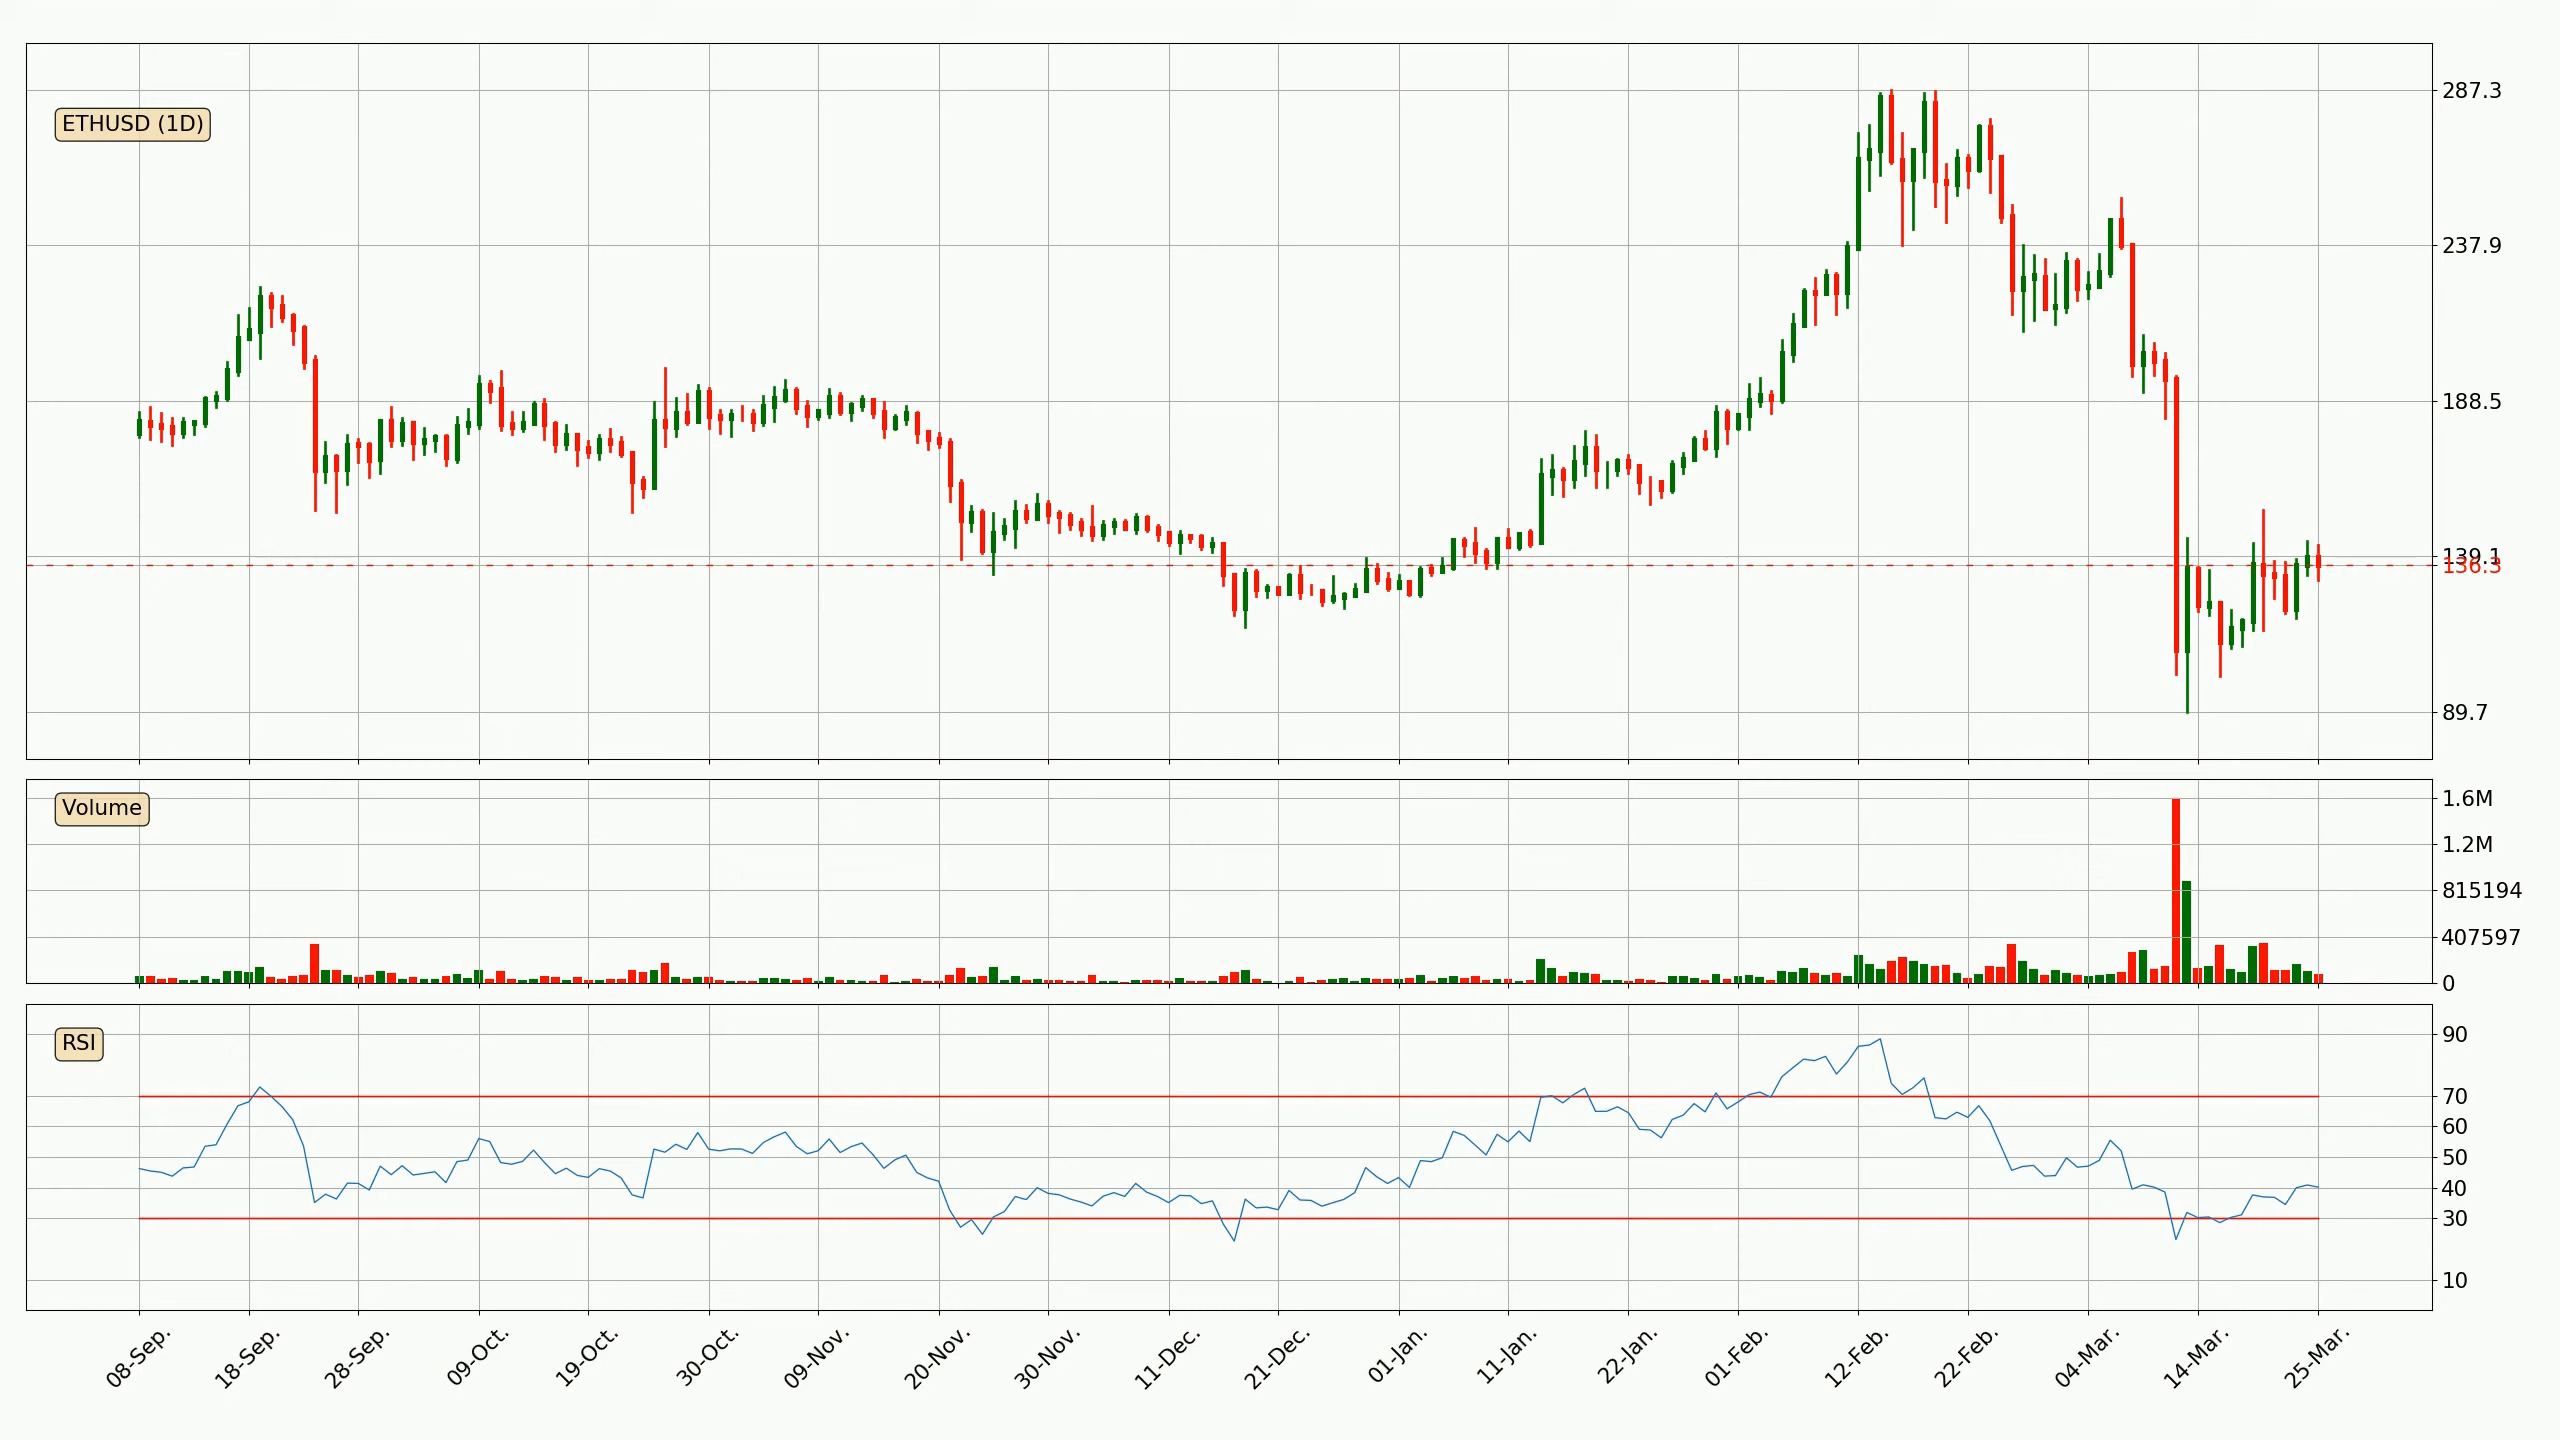 ETHUSD (1D)
287.3
237.9
188.5
139.1
136.3
89.7
Volume
1.6M
1.2M
815194
407597
0
RSI
90
70
60
50
40
30
10
08-Sep.
18-Sep.
28-Sep.
09-Oct.
19-Oct.
30-Oct.
09-Nov.
20-Nov.
30-Nov.
11-Dec.
21-Dec.
01-Jan.
11-Jan.
22-Jan.
01-Feb.
12-Feb.
22-Feb.
04-Mar.
14-Mar.
25-Mar.